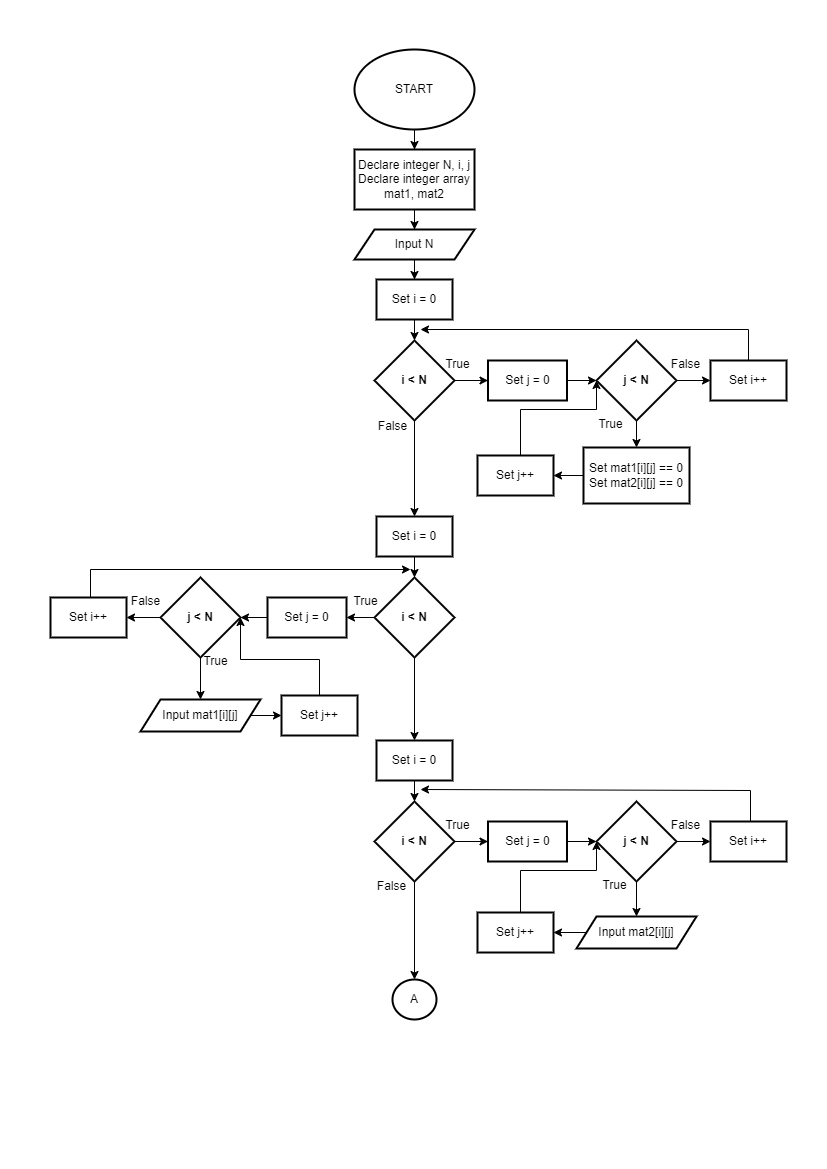 START
Declare integer N, i, j
Declare integer array
mat1, mat2
Input N
Set i = 0
i < N
True
Set j = 0
j < N
False
Set i++
False
True
Set j++
Set mat1[i][j] == 0
Set mat2[i][j] == 0
Set i = 0
Set i++
False
j < N
Set j = 0
True
i < N
True
Input mat1[i][j]
Set j++
Set i = 0
i < N
True
Set j = 0
j < N
False
Set i++
False
True
Set j++
Input mat2[i][j]
A